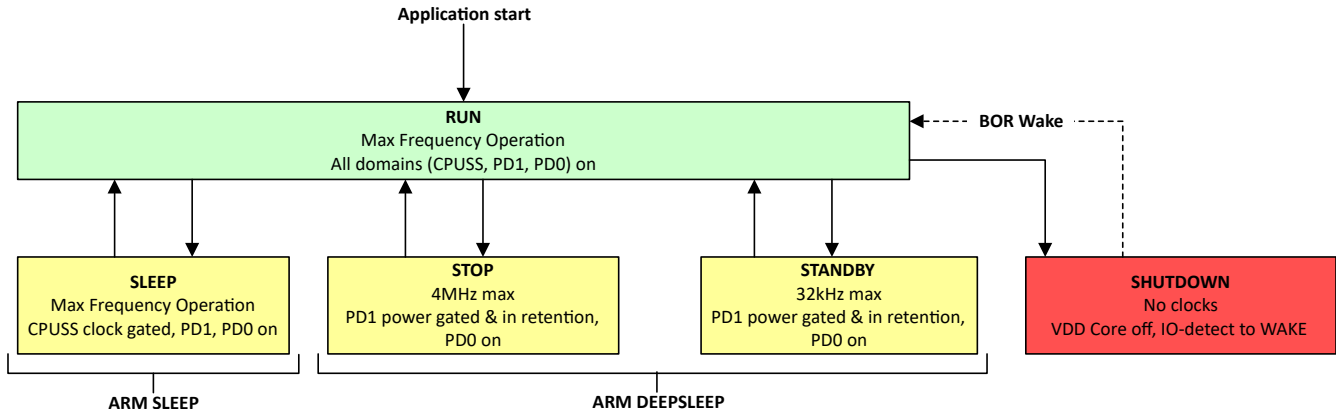 Application start
RUN
Max Frequency Operation
All domains (CPUSS, PD1, PD0) on
BOR Wake
SLEEP
Max Frequency Operation
CPUSS clock gated, PD1, PD0 on
STOP
4MHz max
PD1 power gated & in retention,
PD0 on
STANDBY
32kHz max
PD1 power gated & in retention,
PD0 on
SHUTDOWN
No clocks
VDD Core off, IO-detect to WAKE
ARM SLEEP
ARM DEEPSLEEP